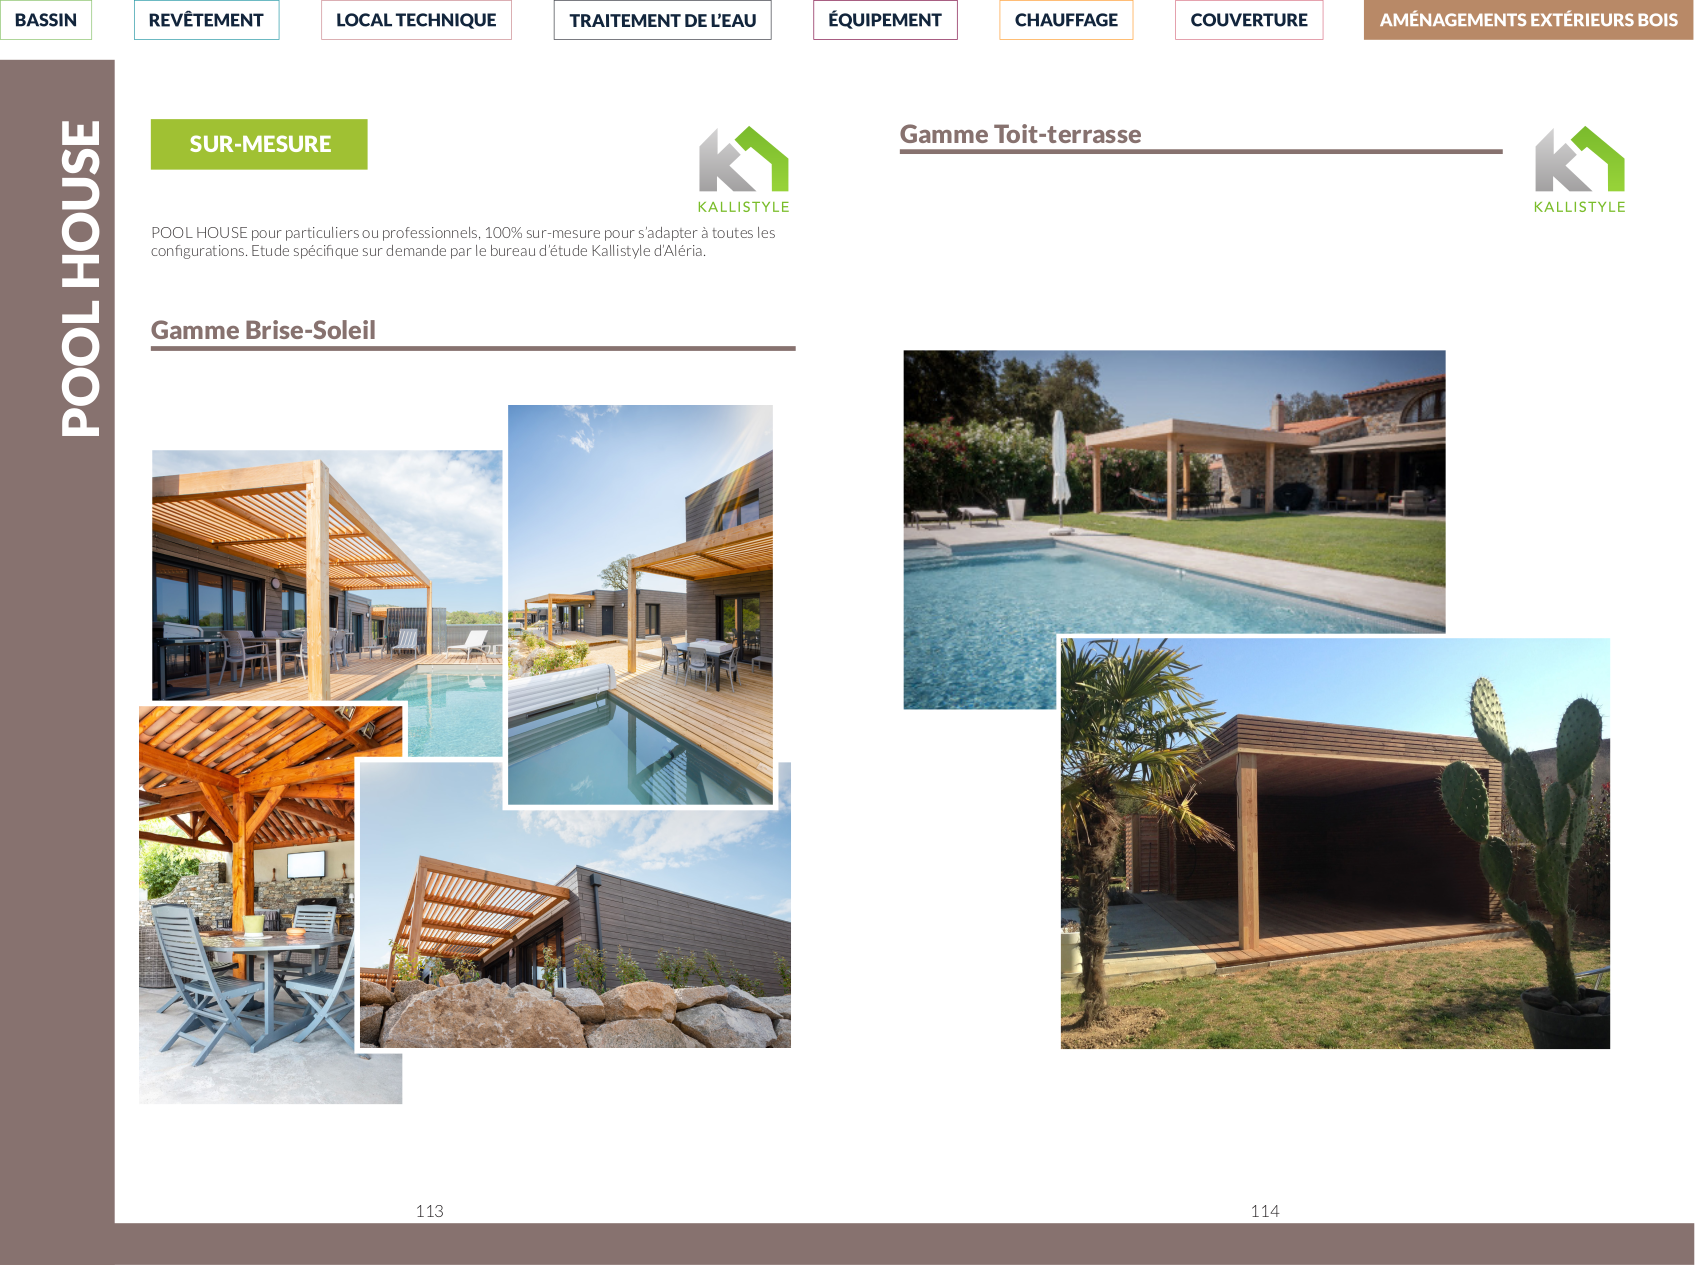 BASSIN
REVÊTEMENT
LOCAL TECHNIQUE
TRAITEMENT DE L'EAU
ÉQUIPEMENT
CHAUFFAGE
COUVERTURE
AMÉNAGEMENTS EXTÉRIEURS BOIS
POOL HOUSE
SUR-MESURE
KALLISTYLE
POOL HOUSE pour particuliers ou professionnels, 100% sur-mesure pour s'adapter à toutes les
configurations. Etude spécifique sur demande par le bureau d'étude Kallistyle d'Aléria.
Gamme Brise-Soleil
113
Gamme Toit-terrasse
KALLISTYLE
114